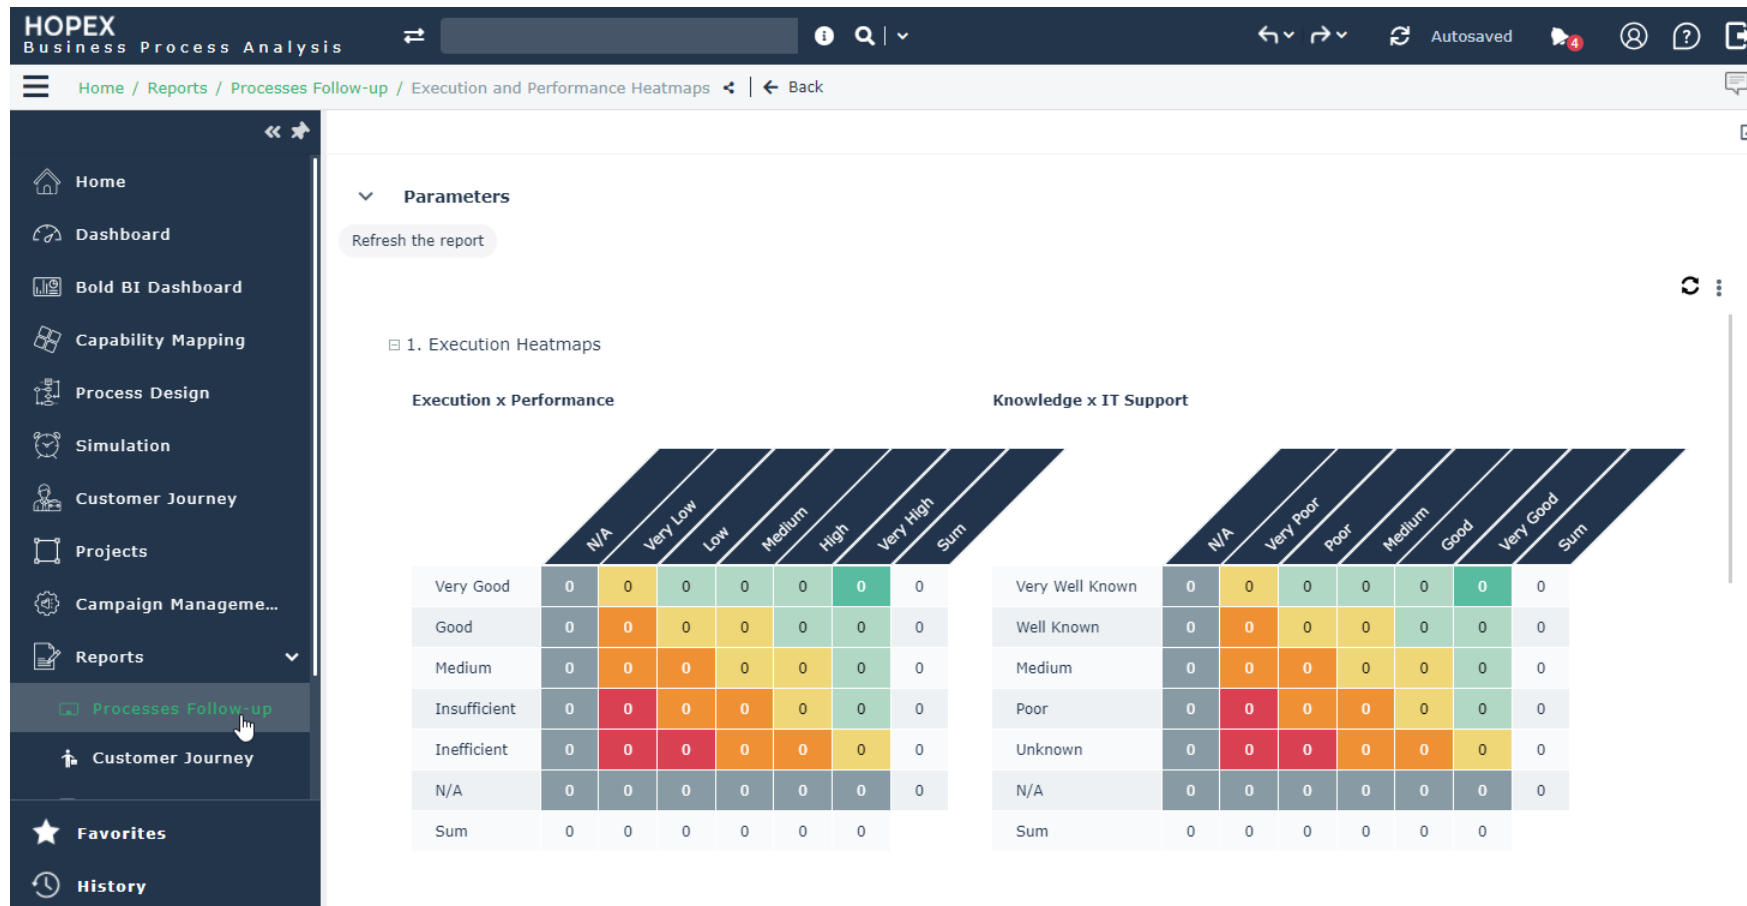 HOPEX
Business Process Analysis
Autosaved
4
Home / Reports / Processes Follow-up / Execution and Performance Heatmaps
Back
Home
Dashboard
Bold BI Dashboard
Capability Mapping
Process Design
Simulation
Customer Journey
Projects
Campaign Manageme...
Reports
Processes Follow-up
Customer Journey
Favorites
History
Parameters
Refresh the report
1. Execution Heatmaps
Execution x Performance
N/A Very Low Low Medium High Very High Sum
Very Good 0 0 0 0 0 0 0
Good 0 0 0 0 0 0 0
Medium 0 0 0 0 0 0 0
Insufficient 0 0 0 0 0 0 0
Inefficient 0 0 0 0 0 0 0
N/A 0 0 0 0 0 0 0
Sum 0 0 0 0 0 0
Knowledge x IT Support
N/A Very Poor Poor Medium Good Very Good Sum
Very Well Known 0 0 0 0 0 0 0
Well Known 0 0 0 0 0 0 0
Medium 0 0 0 0 0 0 0
Poor 0 0 0 0 0 0 0
Unknown 0 0 0 0 0 0 0
N/A 0 0 0 0 0 0 0
Sum 0 0 0 0 0 0